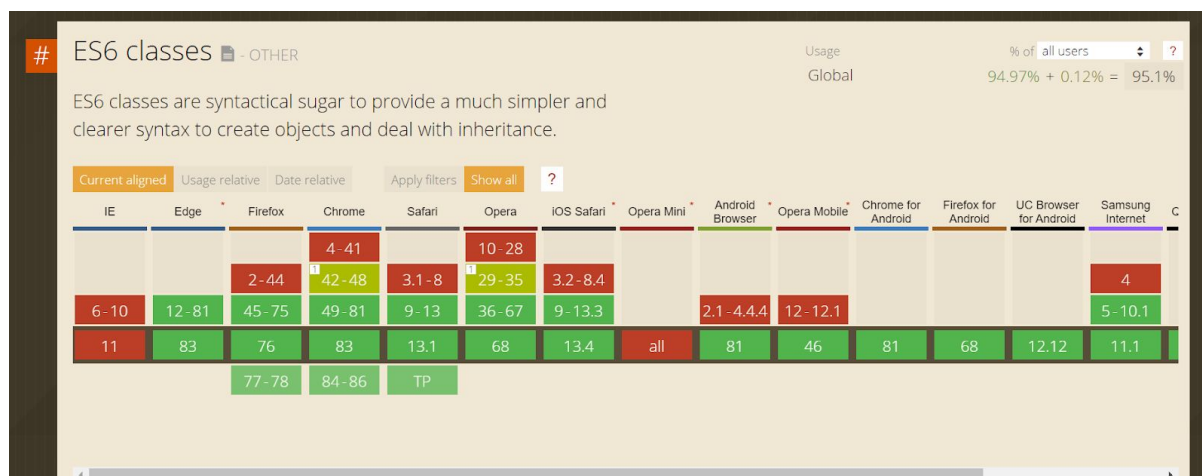 # ES6 classes - OTHER
Usage % of all users ?
Global 94.97% + 0.12% = 95.1%
ES6 classes are syntactical sugar to provide a much simpler and
clearer syntax to create objects and deal with inheritance.
Current aligned Usage relative Date relative Apply filters Show all ?
IE Edge * Firefox Chrome Safari Opera iOS Safari * Opera Mini * Android Browser * Opera Mobile * Chrome for Android Firefox for Android UC Browser for Android Samsung Internet
4-41 10-28
2-44 1 42-48 3.1-8 1 29-35 3.2-8.4 4
6-10 12-81 45-75 49-81 9-13 36-67 9-13.3 2.1-4.4.4 12-12.1 5-10.1
11 83 76 83 13.1 68 13.4 all 81 46 81 68 12.12 11.1
77-78 84-86 TP